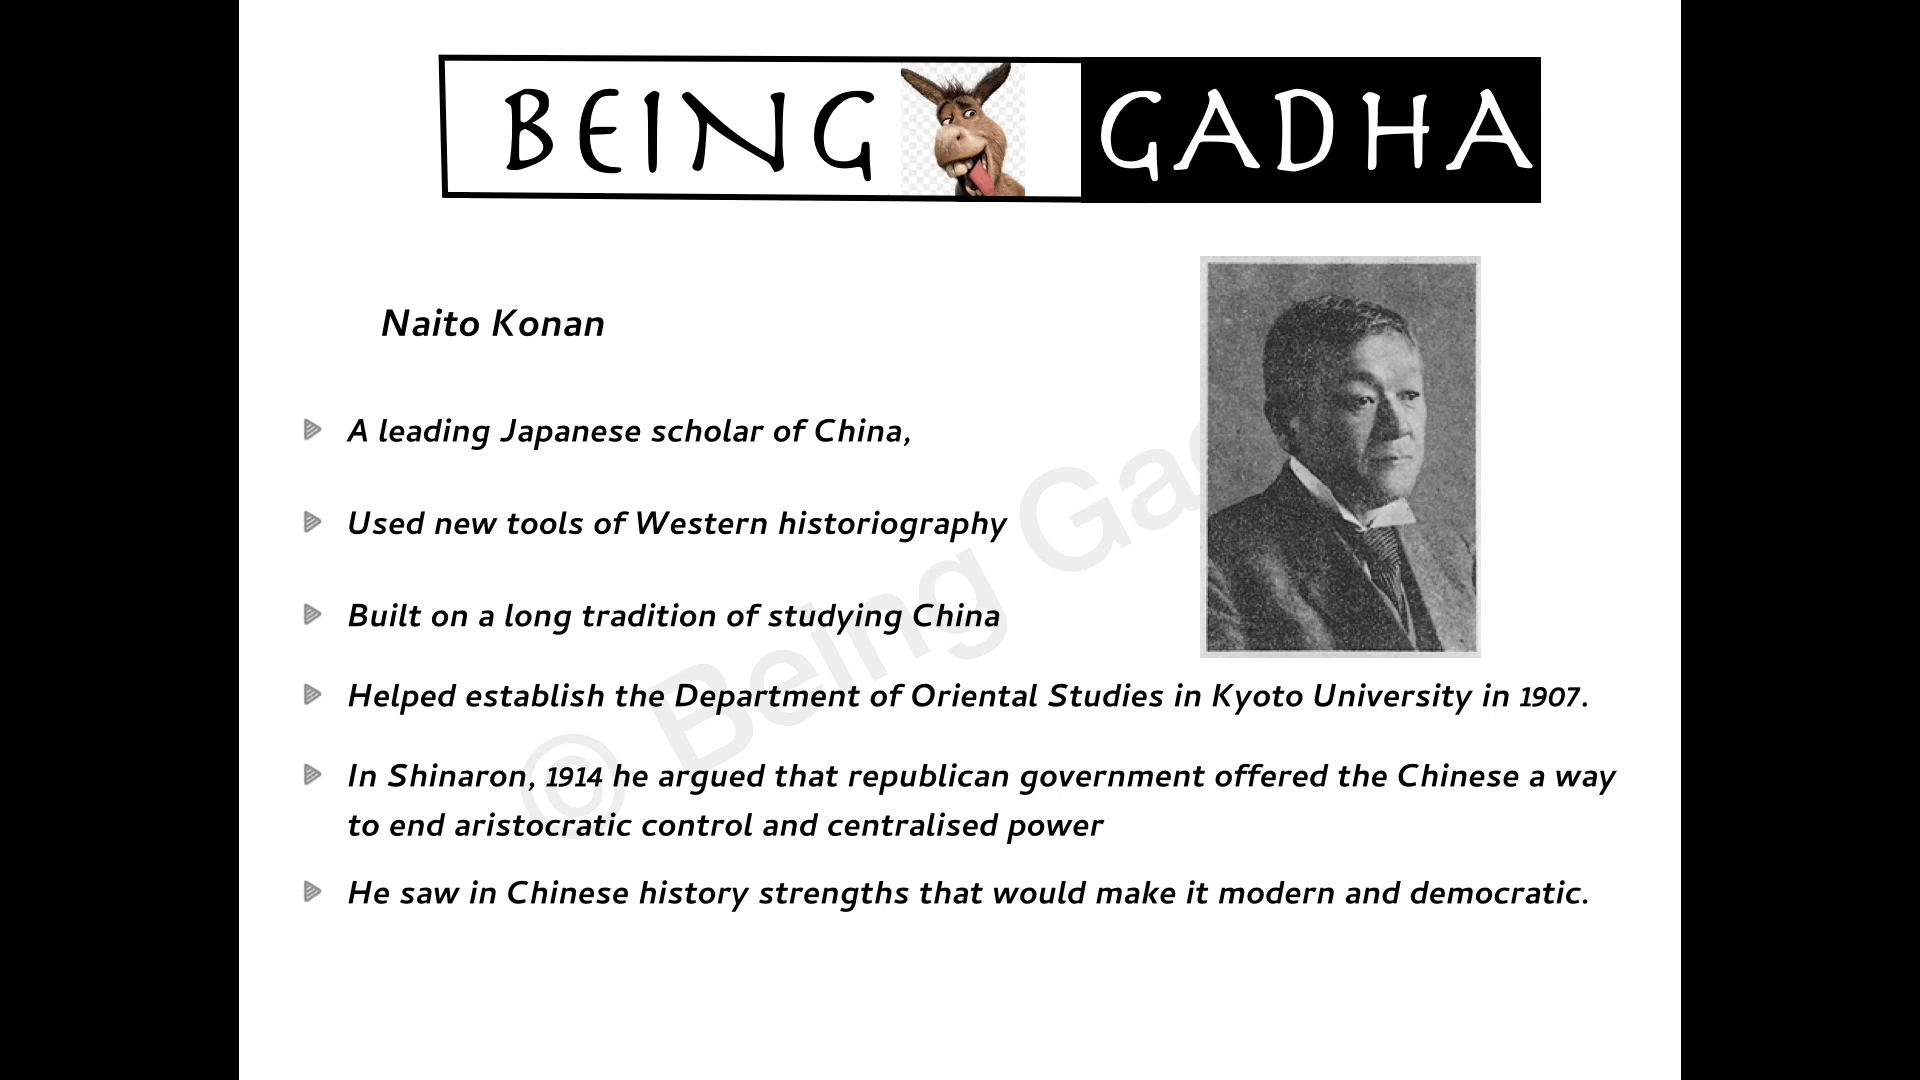 BEING GADHA
Naito Konan
A leading Japanese scholar of China,
Used new tools of Western historiography
Built on a long tradition of studying China
Helped establish the Department of Oriental Studies in Kyoto University in 1907.
In Shinaron, 1914 he argued that republican government offered the Chinese a way
to end aristocratic control and centralised power
He saw in Chinese history strengths that would make it modern and democratic.
© Being Ga